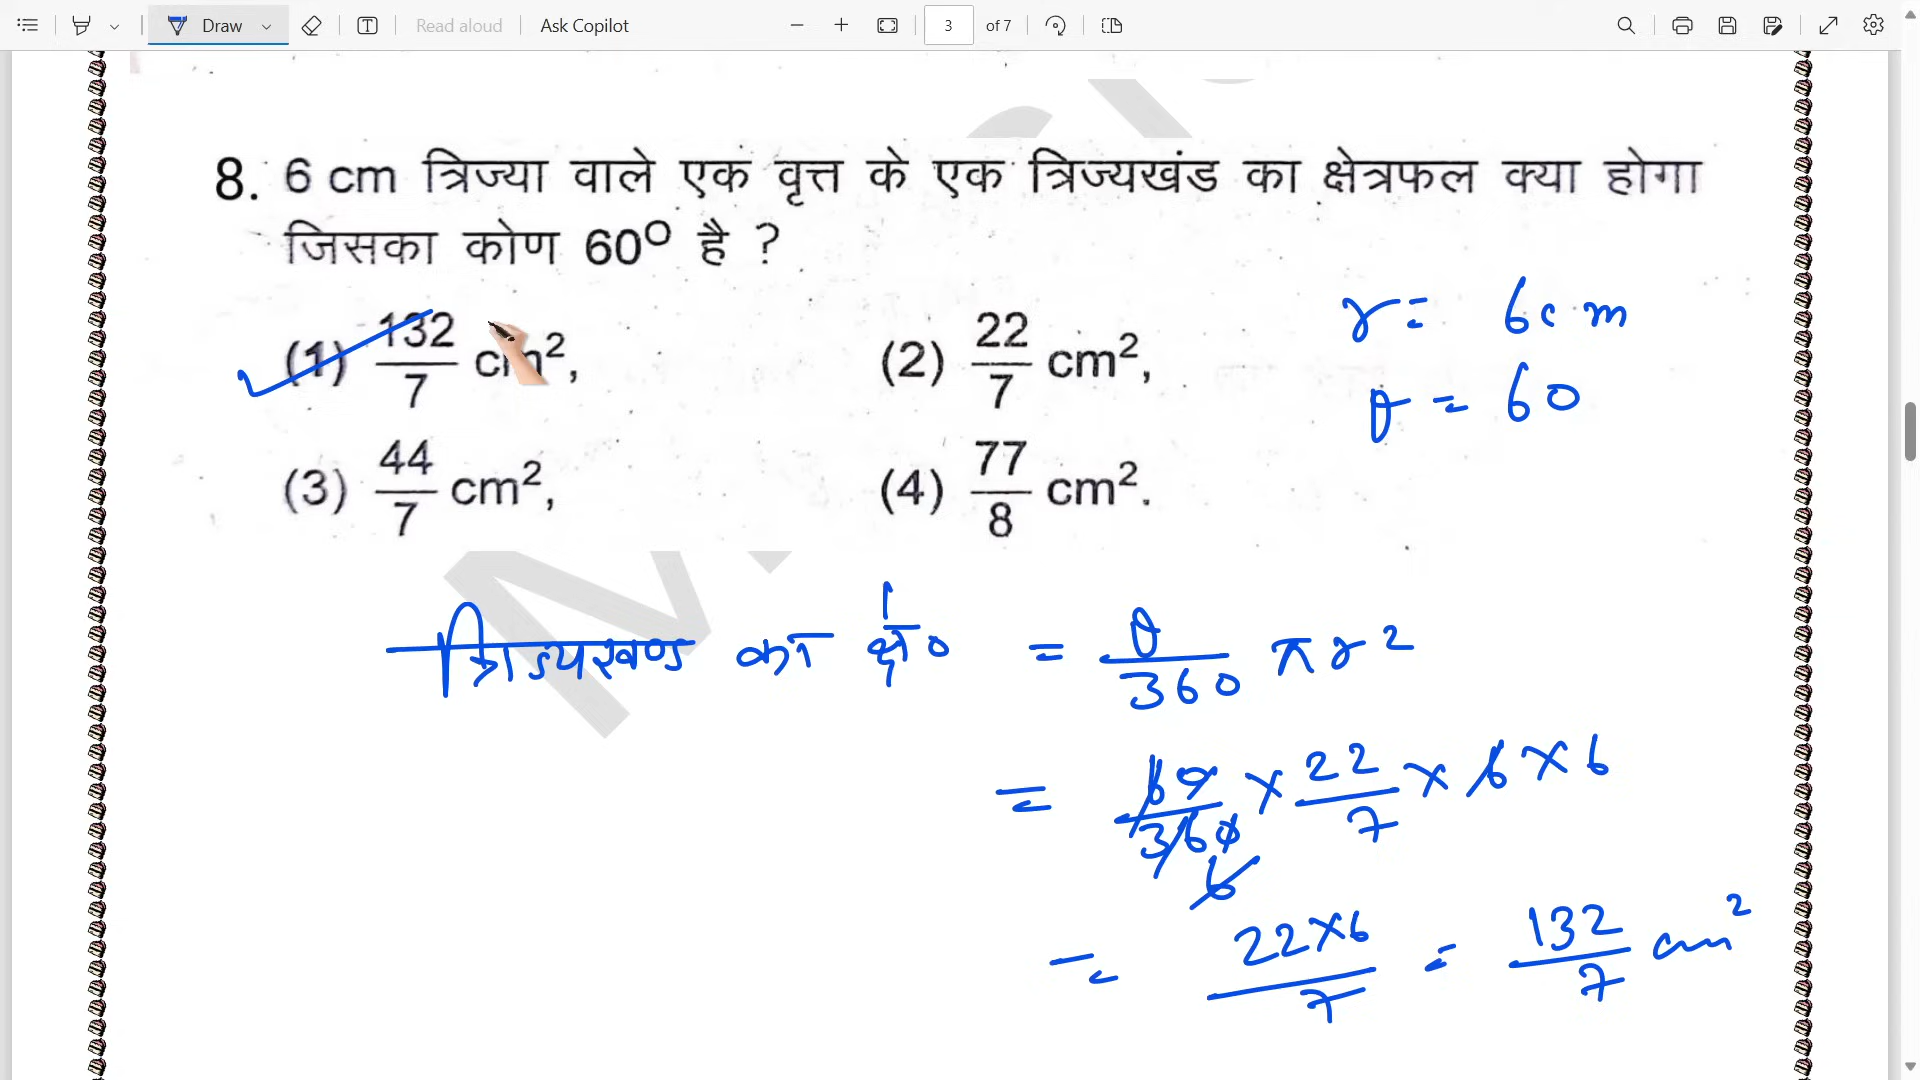 Draw Read aloud Ask Copilot 3 of 7
8. 6 cm त्रिज्या वाले एक वृत्त के एक त्रिज्यखंड का क्षेत्रफल क्या होगा
जिसका कोण 60⁰ है ?
(1) 132/7 cm², (2) 22/7 cm²,
(3) 44/7 cm², (4) 77/8 cm².
r = 6cm
θ = 60
त्रिज्यखण्ड का क्षे० = θ/360 πr²
= 60/360 × 22/7 × 6 × 6
6
= 22×6/7 = 132/7 cm²